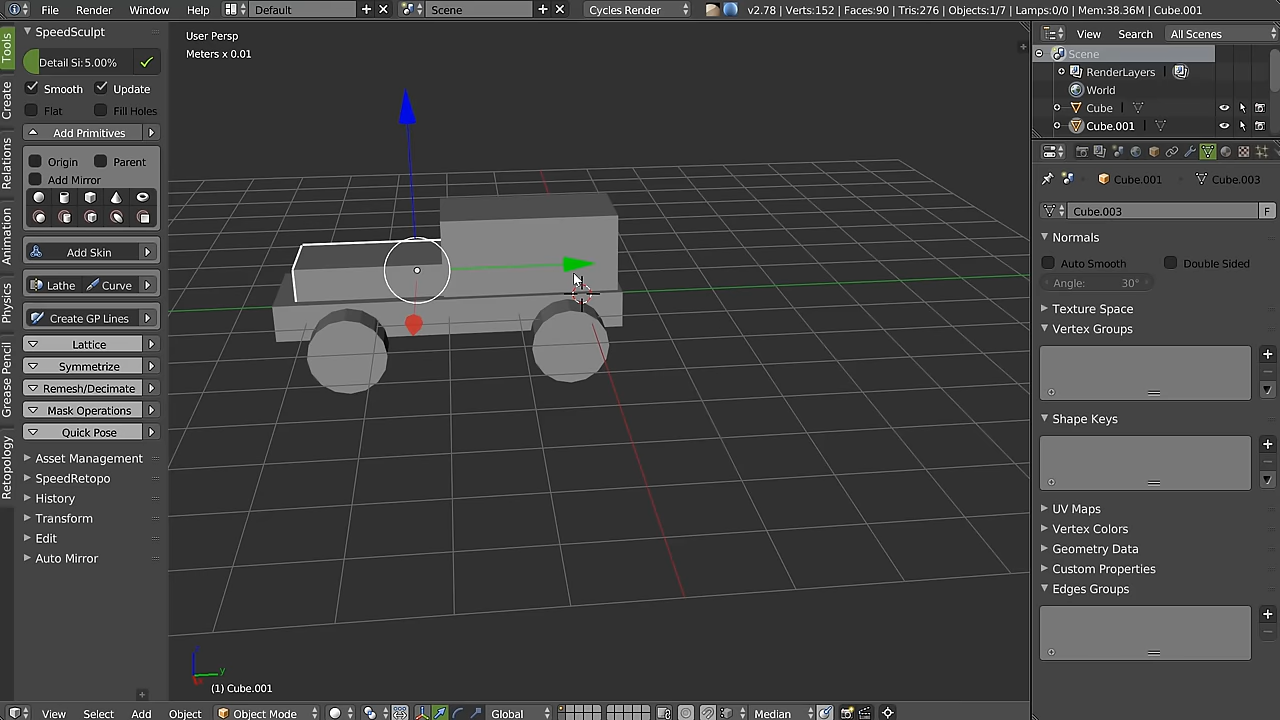 File Render Window Help Default Scene Cycles Render v2.78 | Verts:152 | Faces:90 | Tris:276 | Objects:1/7 | Lamps:0/0 | Mem:38.36M | Cube.001
Tools
Create
Relations
Animation
Physics
Grease Pencil
Retopology
SpeedSculpt
Detail Si:5.00%
Smooth Update
Flat Fill Holes
Add Primitives
Origin Parent
Add Mirror
Add Skin
Lathe Curve
Create GP Lines
Lattice
Symmetrize
Remesh/Decimate
Mask Operations
Quick Pose
Asset Management
SpeedRetopo
History
Transform
Edit
Auto Mirror
User Persp
Meters x 0.01
(1) Cube.001
View Select Add Object Object Mode Global Median
View Search All Scenes
Scene
RenderLayers
World
Cube
Cube.001
Cube.001 Cube.003
Cube.003 F
Normals
Auto Smooth Double Sided
Angle: 30°
Texture Space
Vertex Groups
Shape Keys
UV Maps
Vertex Colors
Geometry Data
Custom Properties
Edges Groups